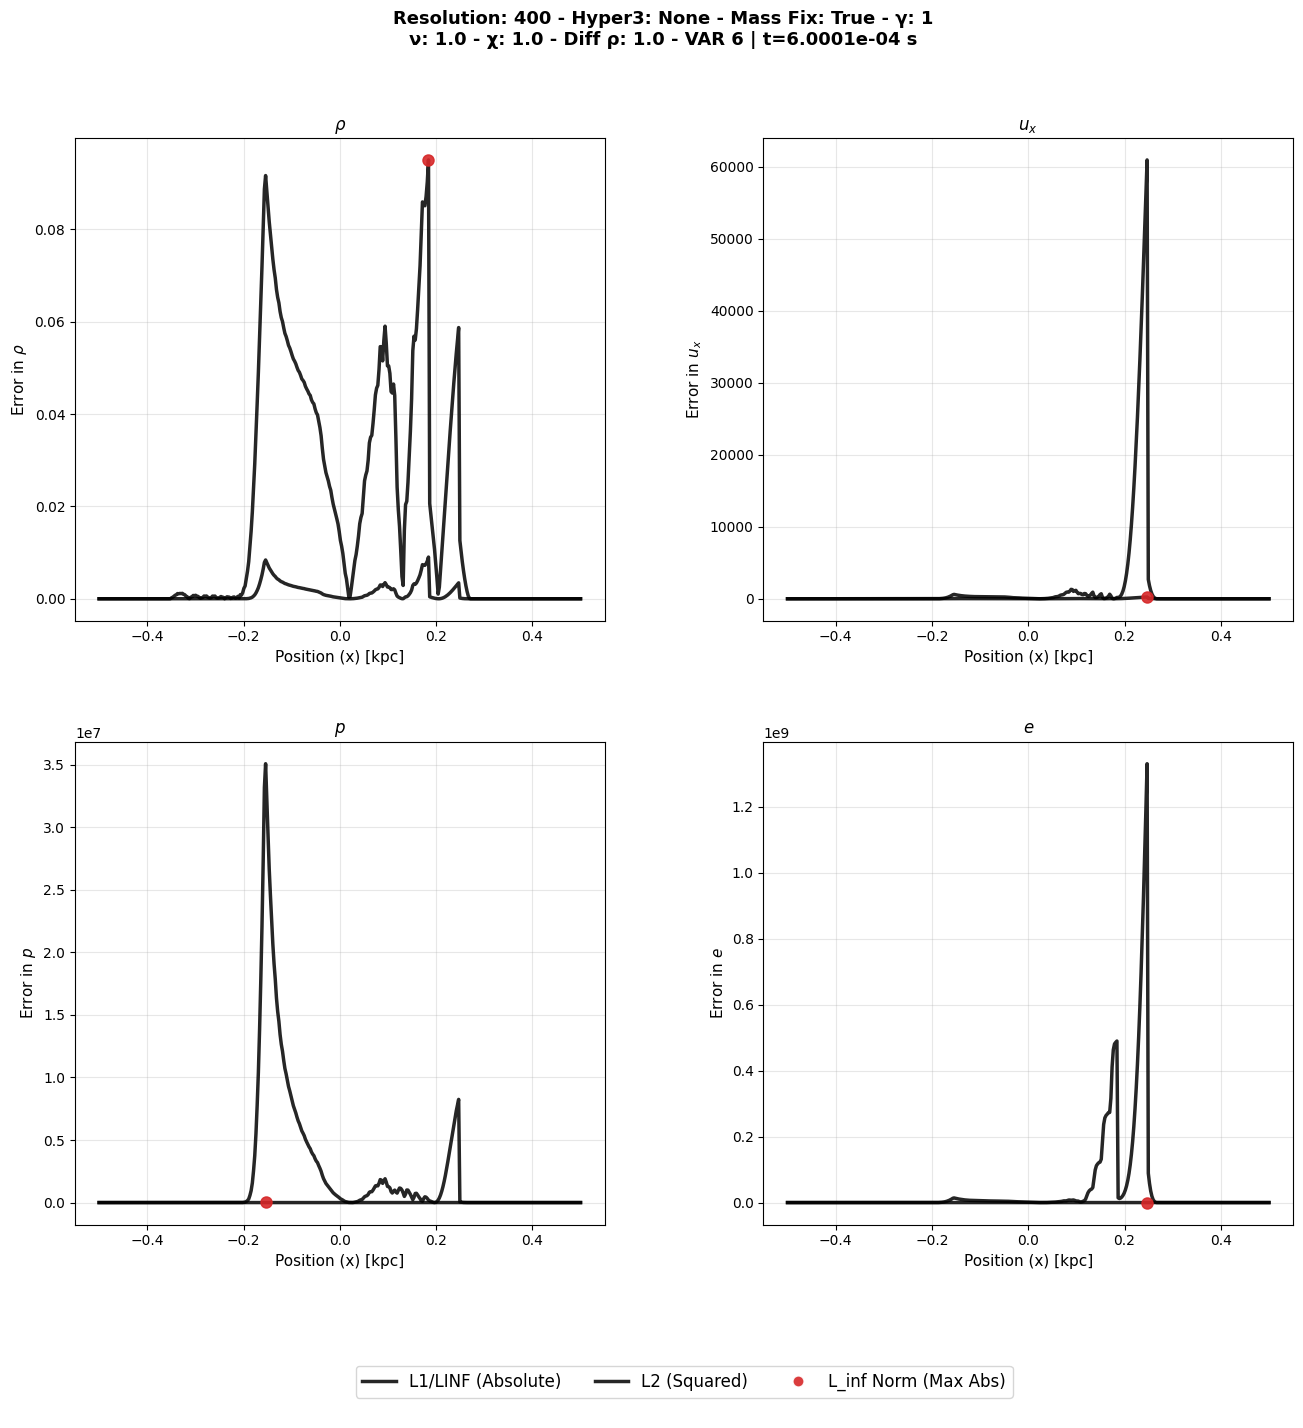 Resolution: 400 - Hyper3: None - Mass Fix: True - γ: 1
ν: 1.0 - χ: 1.0 - Diff ρ: 1.0 - VAR 6 | t=6.0001e-04 s
ρ
Error in ρ
0.08
0.06
0.04
0.02
0.00
−0.4 −0.2 0.0 0.2 0.4
Position (x) [kpc]
u_x
Error in u_x
60000
50000
40000
30000
20000
10000
0
−0.4 −0.2 0.0 0.2 0.4
Position (x) [kpc]
p
1e7
Error in p
3.5
3.0
2.5
2.0
1.5
1.0
0.5
0.0
−0.4 −0.2 0.0 0.2 0.4
Position (x) [kpc]
e
1e9
Error in e
1.2
1.0
0.8
0.6
0.4
0.2
0.0
−0.4 −0.2 0.0 0.2 0.4
Position (x) [kpc]
L1/LINF (Absolute) L2 (Squared) L_inf Norm (Max Abs)